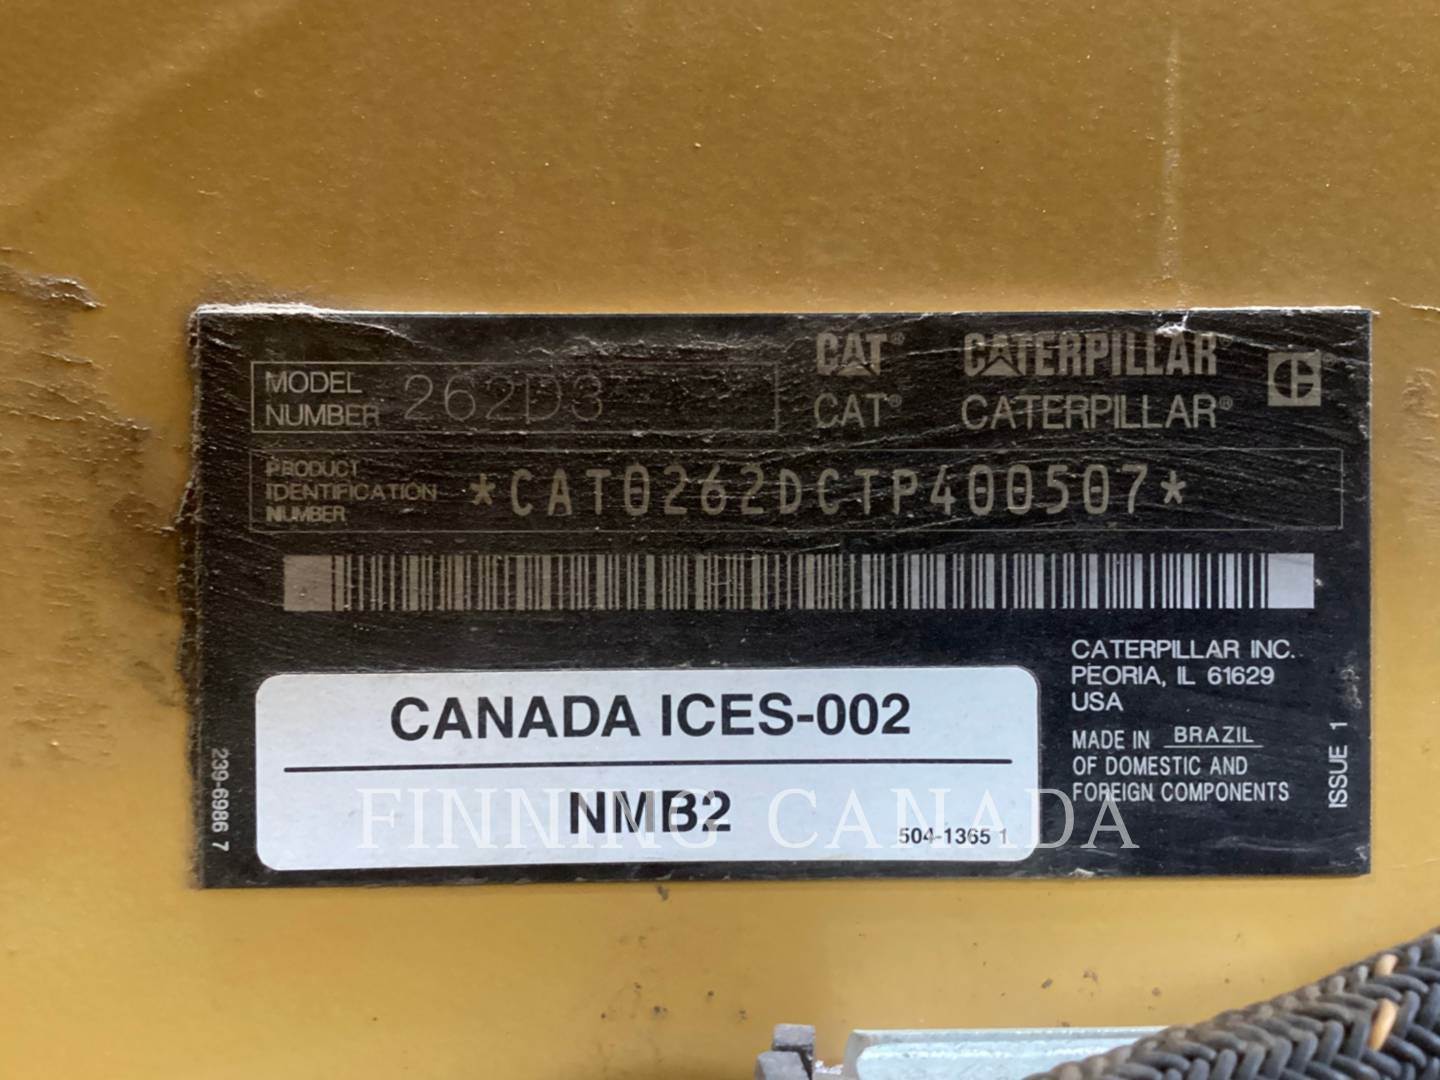 MODEL NUMBER 262D3
CAT® CATERPILLAR®
CAT® CATERPILLAR®
PRODUCT IDENTIFICATION NUMBER *CAT0262DCTP400507*
CATERPILLAR INC.
PEORIA, IL 61629
USA
MADE IN BRAZIL
OF DOMESTIC AND
FOREIGN COMPONENTS
ISSUE 1
239-6986 7
CANADA ICES-002
NMB2
504-1365 1
FINNING CANADA